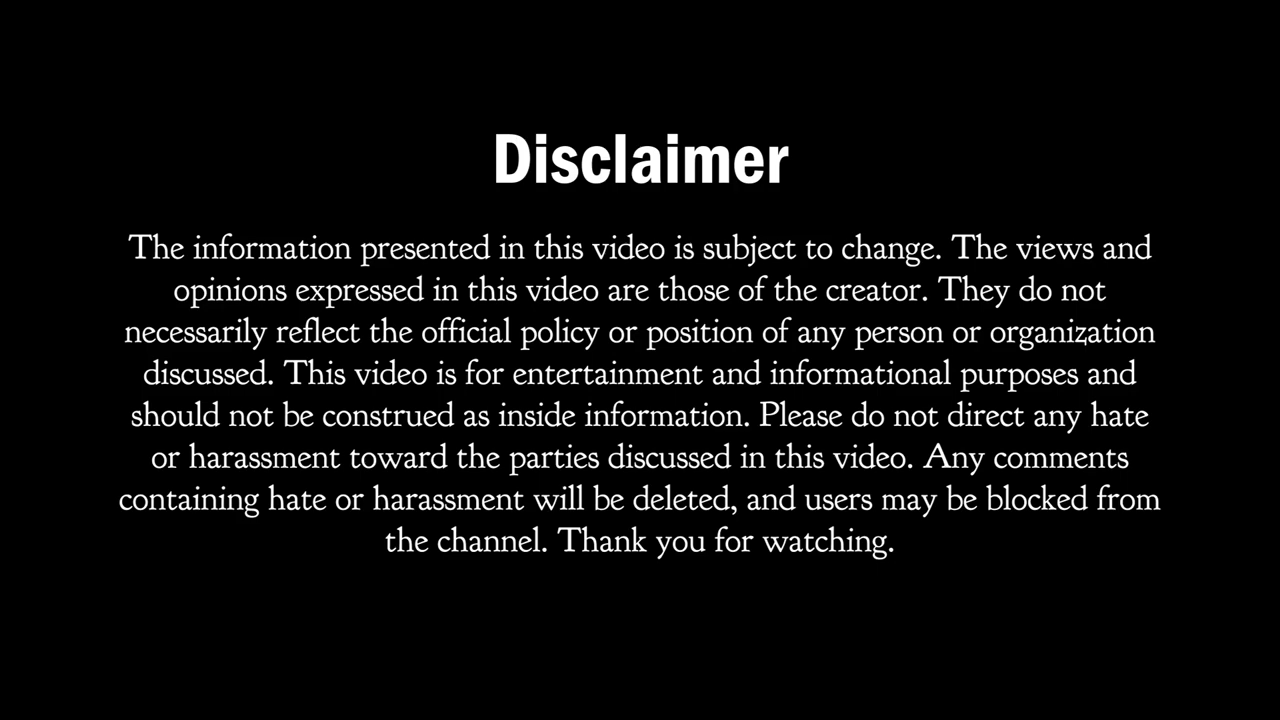 Disclaimer
The information presented in this video is subject to change. The views and
opinions expressed in this video are those of the creator. They do not
necessarily reflect the official policy or position of any person or organization
discussed. This video is for entertainment and informational purposes and
should not be construed as inside information. Please do not direct any hate
or harassment toward the parties discussed in this video. Any comments
containing hate or harassment will be deleted, and users may be blocked from
the channel. Thank you for watching.